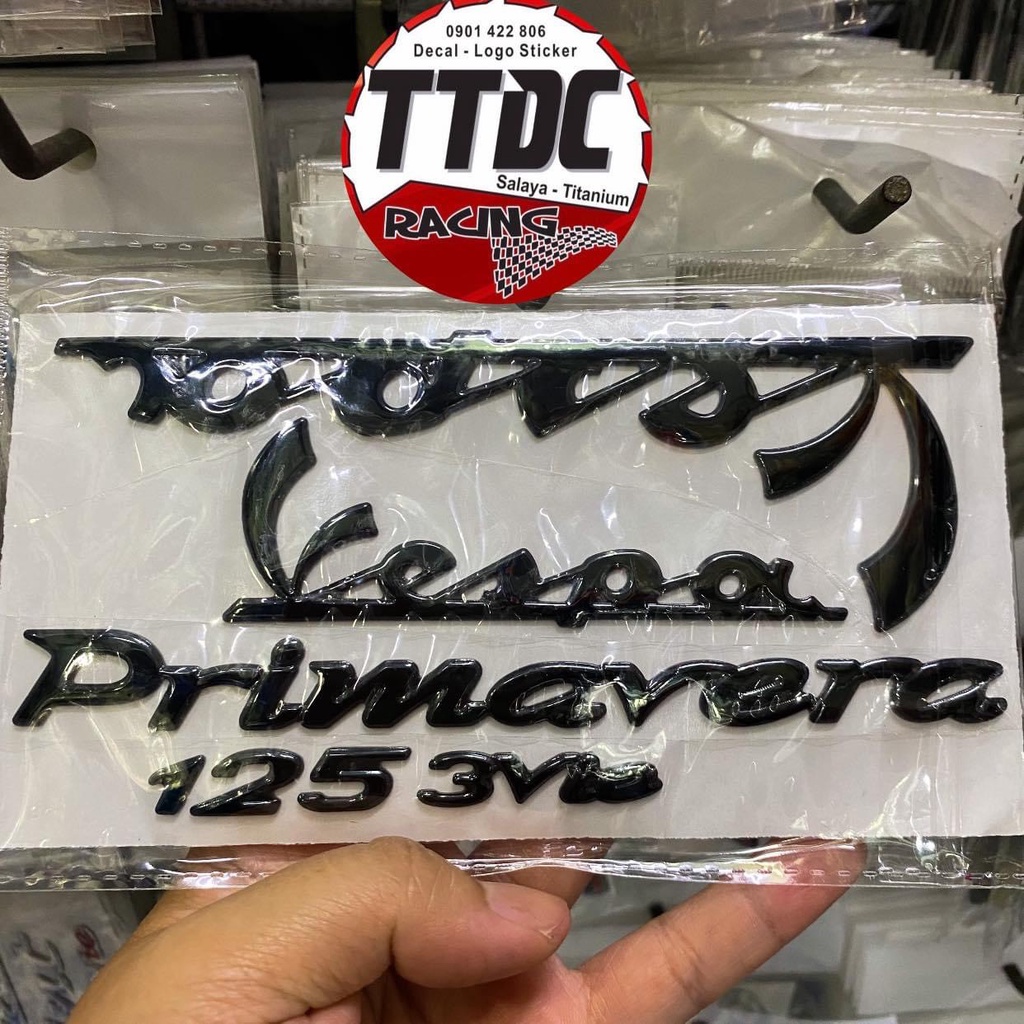 0901 422 806
Decal - Logo Sticker
TTDC
Salaya - Titanium
RACING
Vespa
Vespa
Primavera
125 3Vie